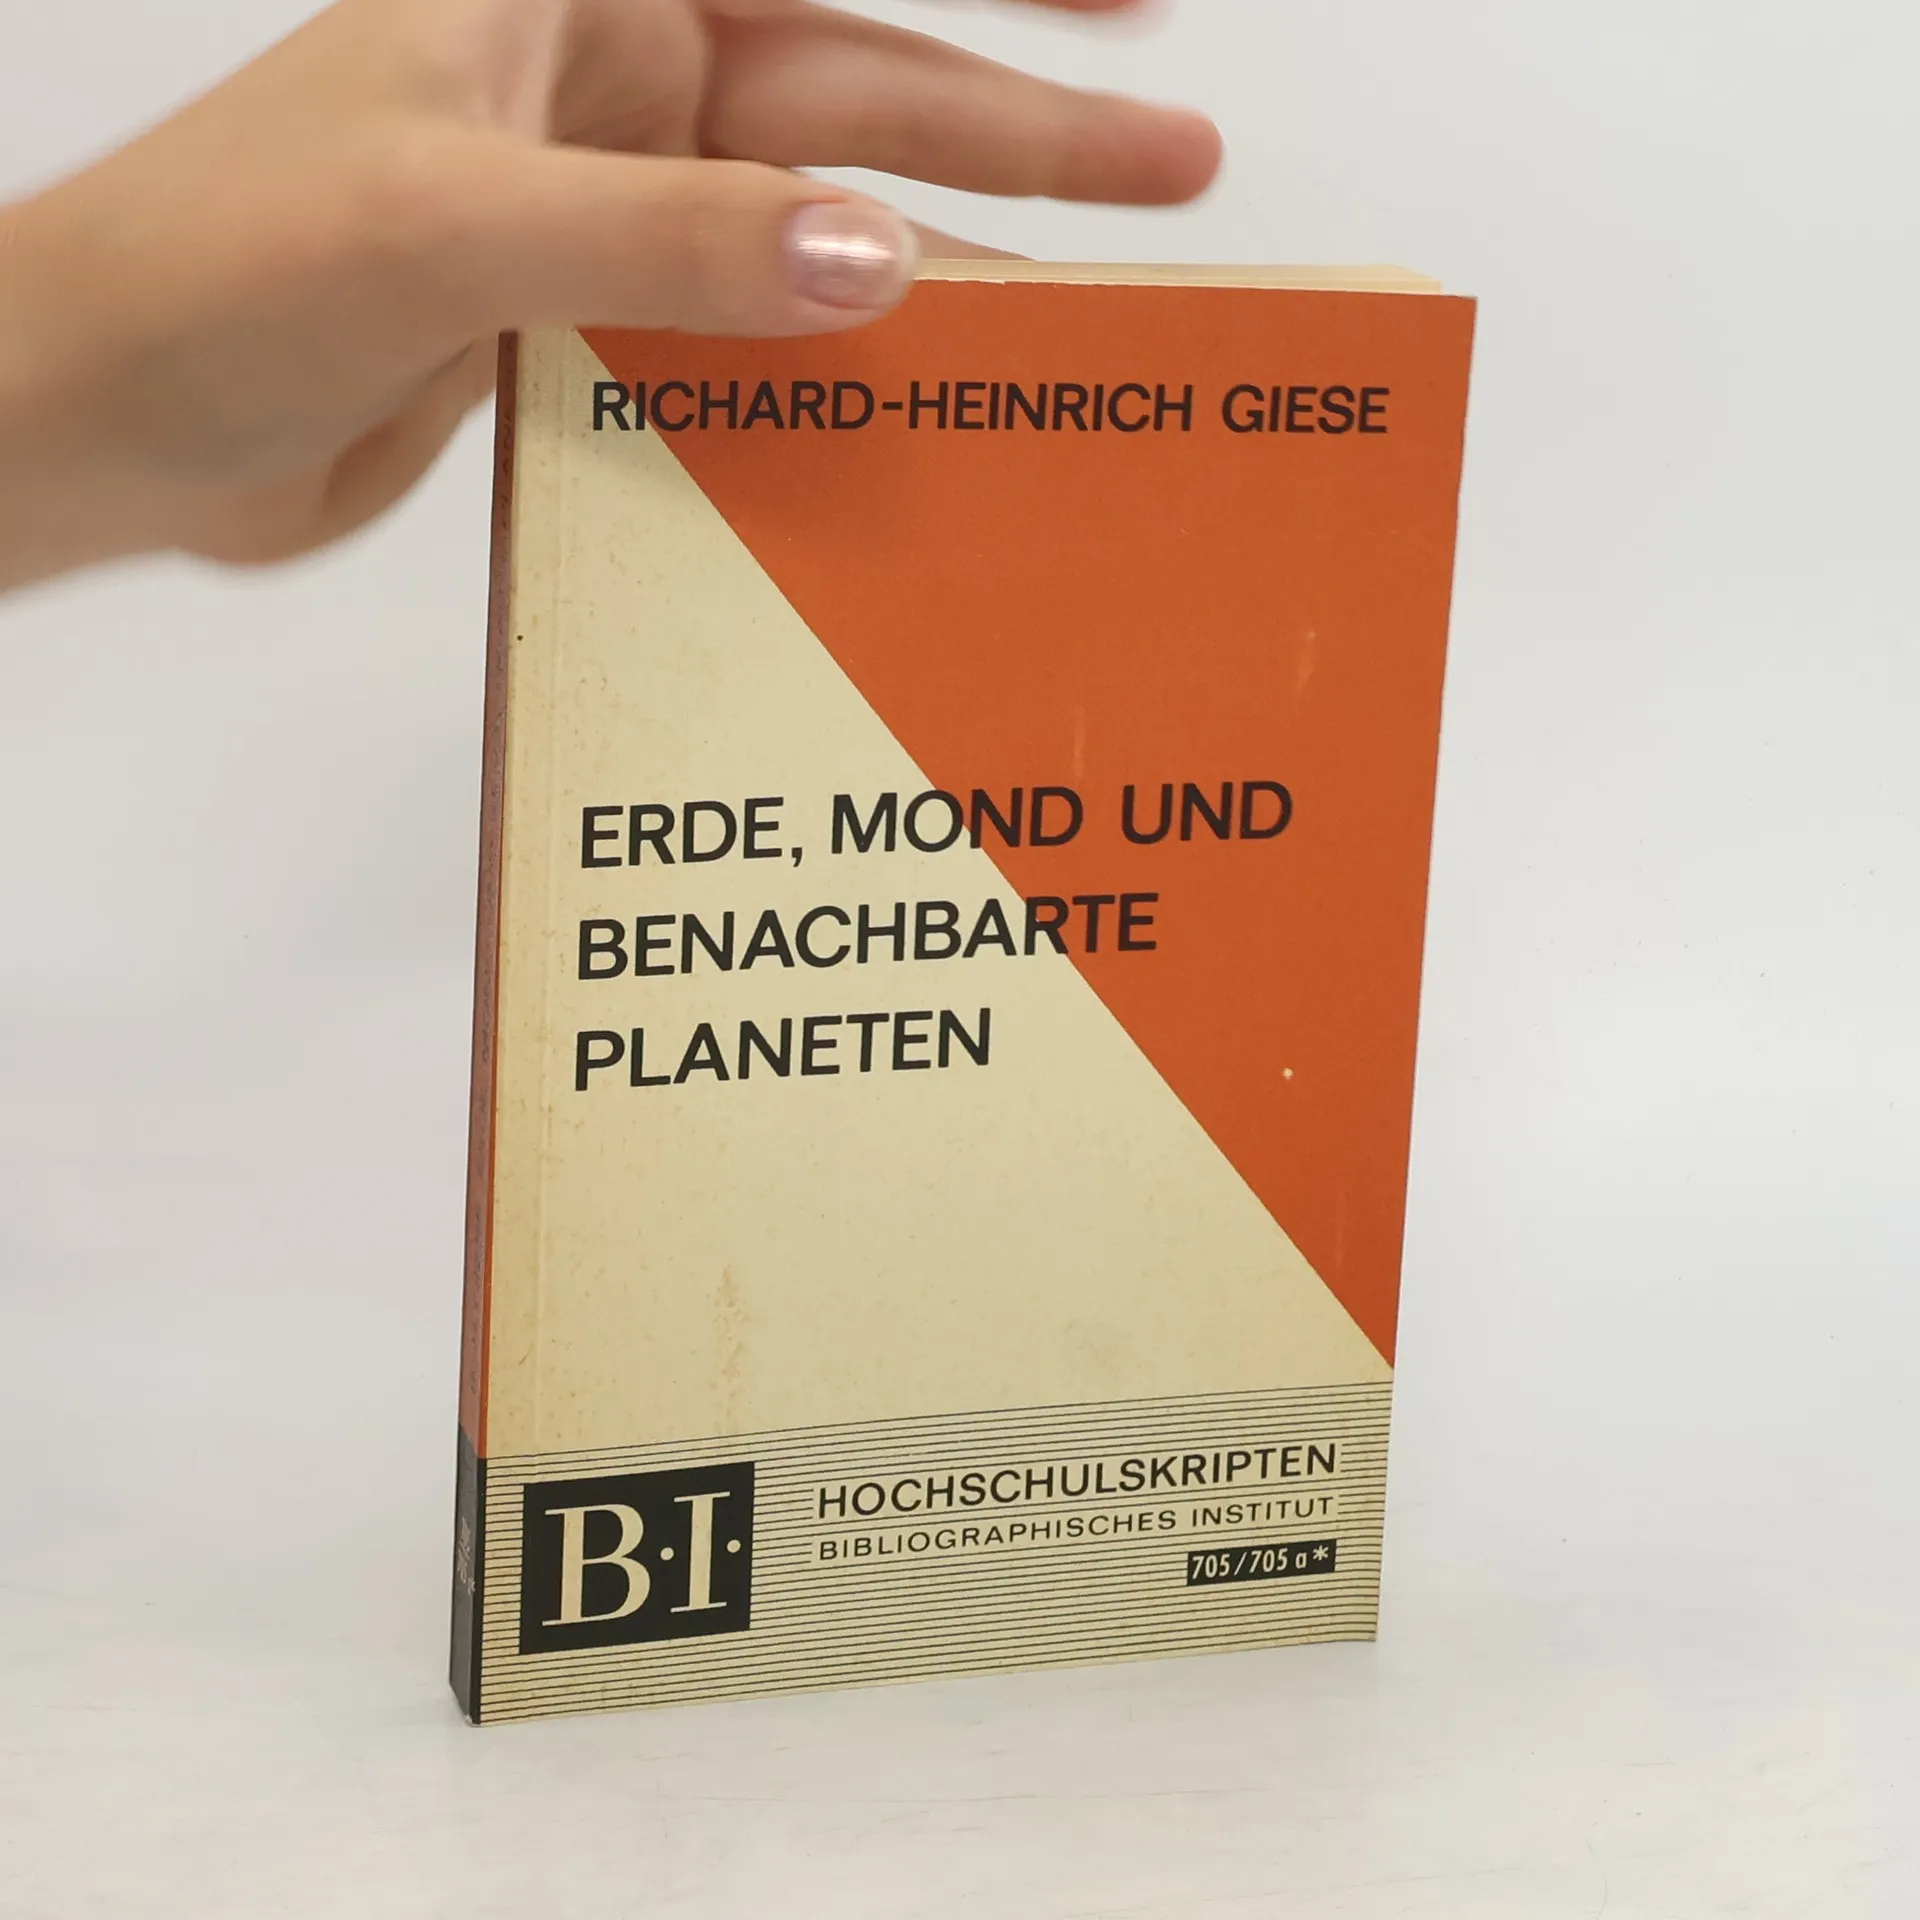 RICHARD-HEINRICH GIESE
ERDE, MOND UND
BENACHBARTE
PLANETEN
B·I·
HOCHSCHULSKRIPTEN
BIBLIOGRAPHISCHES INSTITUT
705/705 a*